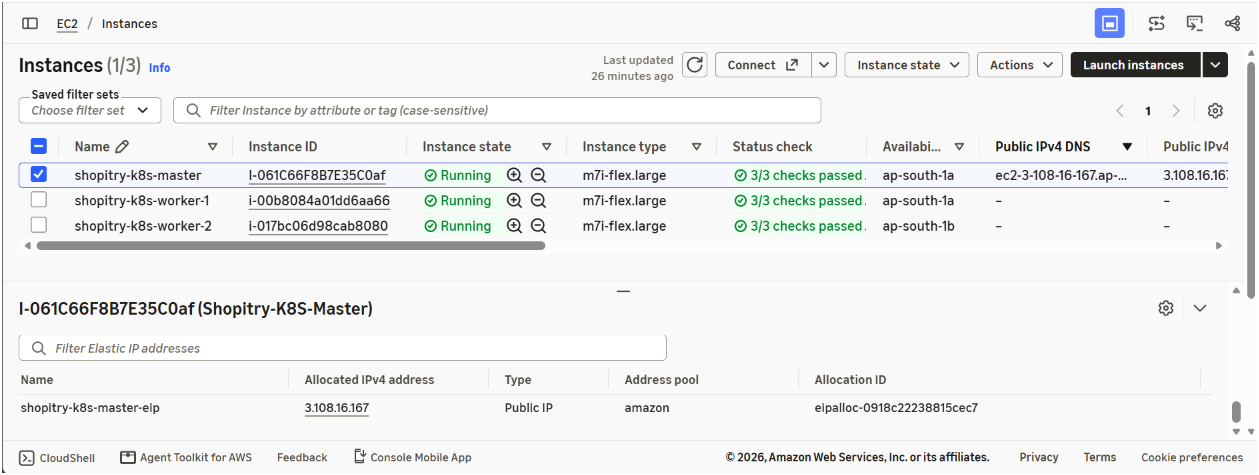 EC2 / Instances
Instances (1/3) Info
Last updated
26 minutes ago
Connect
Instance state
Actions
Launch instances
Saved filter sets
Choose filter set
Filter Instance by attribute or tag (case-sensitive)
1
Name Instance ID Instance state Instance type Status check Availabi... Public IPv4 DNS Public IPv4
shopitry-k8s-master I-061C66F8B7E35C0af Running m7i-flex.large 3/3 checks passed ap-south-1a ec2-3-108-16-167.ap-... 3.108.16.167
shopitry-k8s-worker-1 i-00b8084a01dd6aa66 Running m7i-flex.large 3/3 checks passed ap-south-1a – –
shopitry-k8s-worker-2 i-017bc06d98cab8080 Running m7i-flex.large 3/3 checks passed ap-south-1b – –
I-061C66F8B7E35C0af (Shopitry-K8S-Master)
Filter Elastic IP addresses
Name Allocated IPv4 address Type Address pool Allocation ID
shopltry-k8s-master-elp 3.108.16.167 Public IP amazon elpalloc-0918c22238815cec7
CloudShell Agent Toolkit for AWS Feedback Console Mobile App © 2026, Amazon Web Services, Inc. or its affiliates. Privacy Terms Cookie preferences